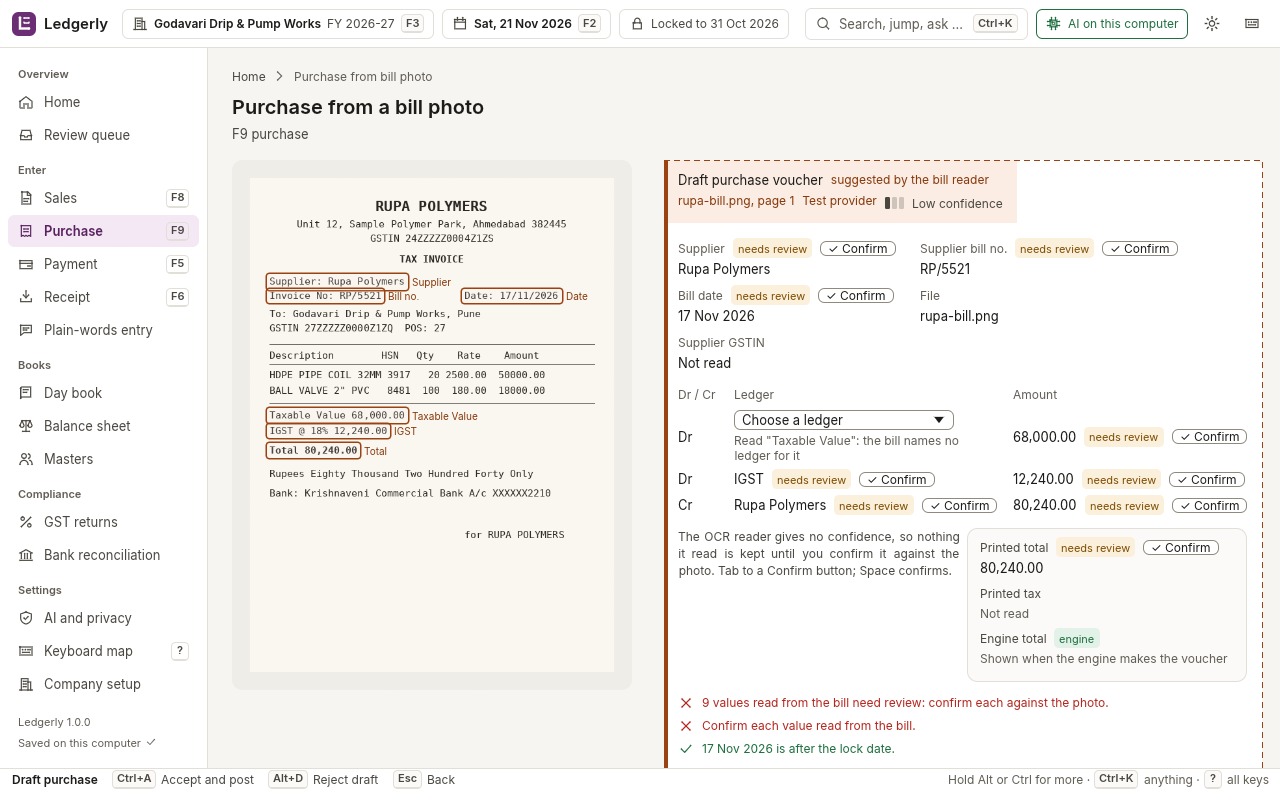 Ledgerly
Godavari Drip & Pump Works FY 2026-27 F3
Sat, 21 Nov 2026 F2
Locked to 31 Oct 2026
Search, jump, ask ... Ctrl+K
AI on this computer
Overview
Home
Review queue
Enter
Sales F8
Purchase F9
Payment F5
Receipt F6
Plain-words entry
Books
Day book
Balance sheet
Masters
Compliance
GST returns
Bank reconciliation
Settings
AI and privacy
Keyboard map ?
Company setup
Ledgerly 1.0.0
Saved on this computer
Home Purchase from bill photo
Purchase from a bill photo
F9 purchase
RUPA POLYMERS
Unit 12, Sample Polymer Park, Ahmedabad 382445
GSTIN 24ZZZZZ0004Z1ZS
TAX INVOICE
Supplier: Rupa Polymers Supplier
Invoice No: RP/5521 Bill no. Date: 17/11/2026 Date
To: Godavari Drip & Pump Works, Pune
GSTIN 27ZZZZZ0000Z1ZQ POS: 27
Description HSN Qty Rate Amount
HDPE PIPE COIL 32MM 3917 20 2500.00 50000.00
BALL VALVE 2" PVC 8481 100 180.00 18000.00
Taxable Value 68,000.00 Taxable Value
IGST @ 18% 12,240.00 IGST
Total 80,240.00 Total
Rupees Eighty Thousand Two Hundred Forty Only
Bank: Krishnaveni Commercial Bank A/c XXXXXX2210
for RUPA POLYMERS
Draft purchase voucher suggested by the bill reader
rupa-bill.png, page 1 Test provider Low confidence
Supplier needs review Confirm
Rupa Polymers
Supplier bill no. needs review Confirm
RP/5521
Bill date needs review Confirm
17 Nov 2026
File
rupa-bill.png
Supplier GSTIN
Not read
Dr / Cr Ledger Amount
Choose a ledger
Dr Read "Taxable Value": the bill names no ledger for it 68,000.00 needs review Confirm
Dr IGST needs review Confirm 12,240.00 needs review Confirm
Cr Rupa Polymers needs review Confirm 80,240.00 needs review Confirm
The OCR reader gives no confidence, so nothing
it read is kept until you confirm it against the
photo. Tab to a Confirm button; Space confirms.
Printed total needs review Confirm
80,240.00
Printed tax
Not read
Engine total engine
Shown when the engine makes the voucher
9 values read from the bill need review: confirm each against the photo.
Confirm each value read from the bill.
17 Nov 2026 is after the lock date.
Draft purchase Ctrl+A Accept and post Alt+D Reject draft Esc Back
Hold Alt or Ctrl for more · Ctrl+K anything · ? all keys